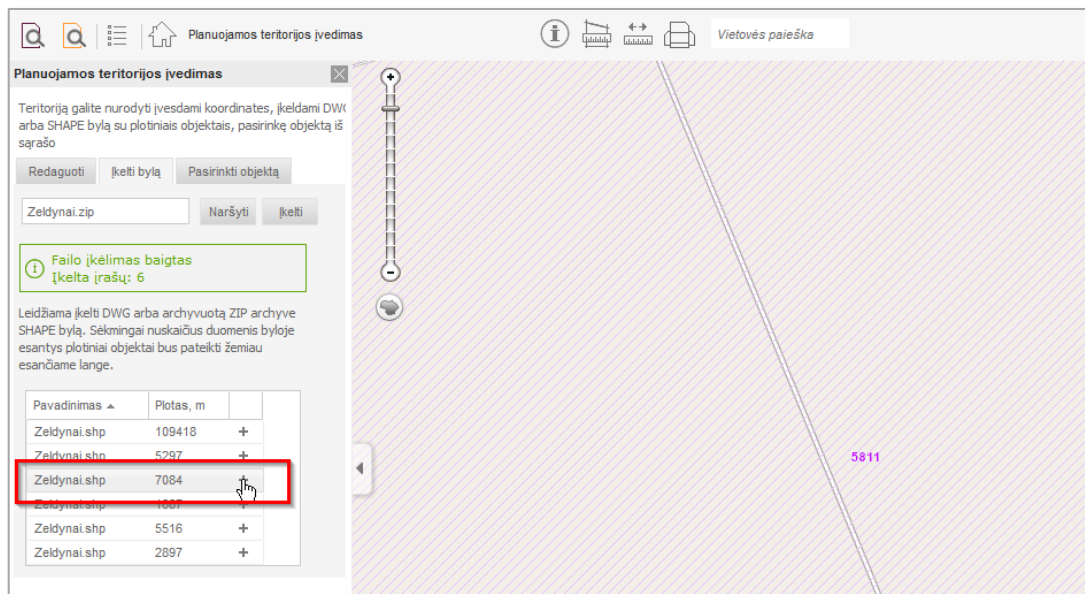 Planuojamos teritorijos įvedimas
Vietovės paieška
Planuojamos teritorijos įvedimas
Teritoriją galite nurodyti įvesdami koordinates, įkeldami DWG
arba SHAPE bylą su plotiniais objektais, pasirinkę objektą iš
sąrašo
Redaguoti Įkelti bylą Pasirinkti objektą
Zeldynai.zip Naršyti Įkelti
Failo įkėlimas baigtas
Įkelta įrašų: 6
Leidžiama įkelti DWG arba archyvuotą ZIP archyve
SHAPE bylą. Sėkmingai nuskaičius duomenis byloje
esantys plotiniai objektai bus pateikti žemiau
esančiame lange.
Pavadinimas Plotas, m
Zeldynai.shp 109418 +
Zeldynai.shp 5297 +
Zeldynai.shp 7084
Zeldynai.shp
Zeldynai.shp 5516 +
Zeldynai.shp 2897 +
5811